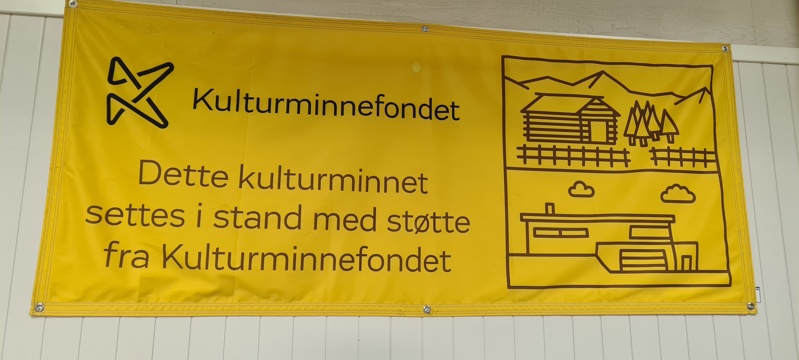 Kulturminnefondet
Dette kulturminnet
settes i stand med støtte
fra Kulturminnefondet